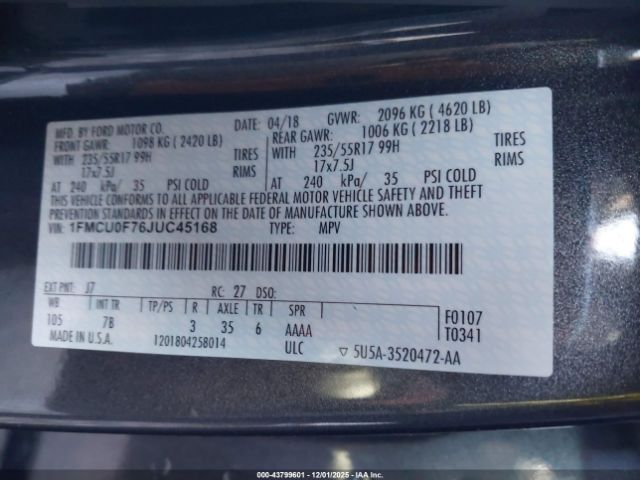 MFD. BY FORD MOTOR CO. DATE: 04/18 GVWR: 2096 KG ( 4620 LB)
FRONT GAWR: 1098 KG ( 2420 LB) REAR GAWR: 1006 KG ( 2218 LB)
WITH 235/55R17 99H TIRES WITH 235/55R17 99H TIRES
17x7.5J RIMS 17x7.5J RIMS
AT 240 kPa/ 35 PSI COLD AT 240 kPa/ 35 PSI COLD
THIS VEHICLE CONFORMS TO ALL APPLICABLE FEDERAL MOTOR VEHICLE SAFETY AND THEFT
PREVENTION STANDARDS IN EFFECT ON THE DATE OF MANUFACTURE SHOWN ABOVE.
VIN: 1FMCU0F76JUC45168 TYPE: MPV
EXT PNT: J7 RC: 27 DSO:
WB INT TR TP/PS R AXLE TR SPR
105 7B 3 35 6 AAAA
F0107
T0341
MADE IN U.S.A. 1201804258014 ULC ▽ 5U5A-3520472-AA
000-43799601 - 12/01/2025 - IAA, Inc.